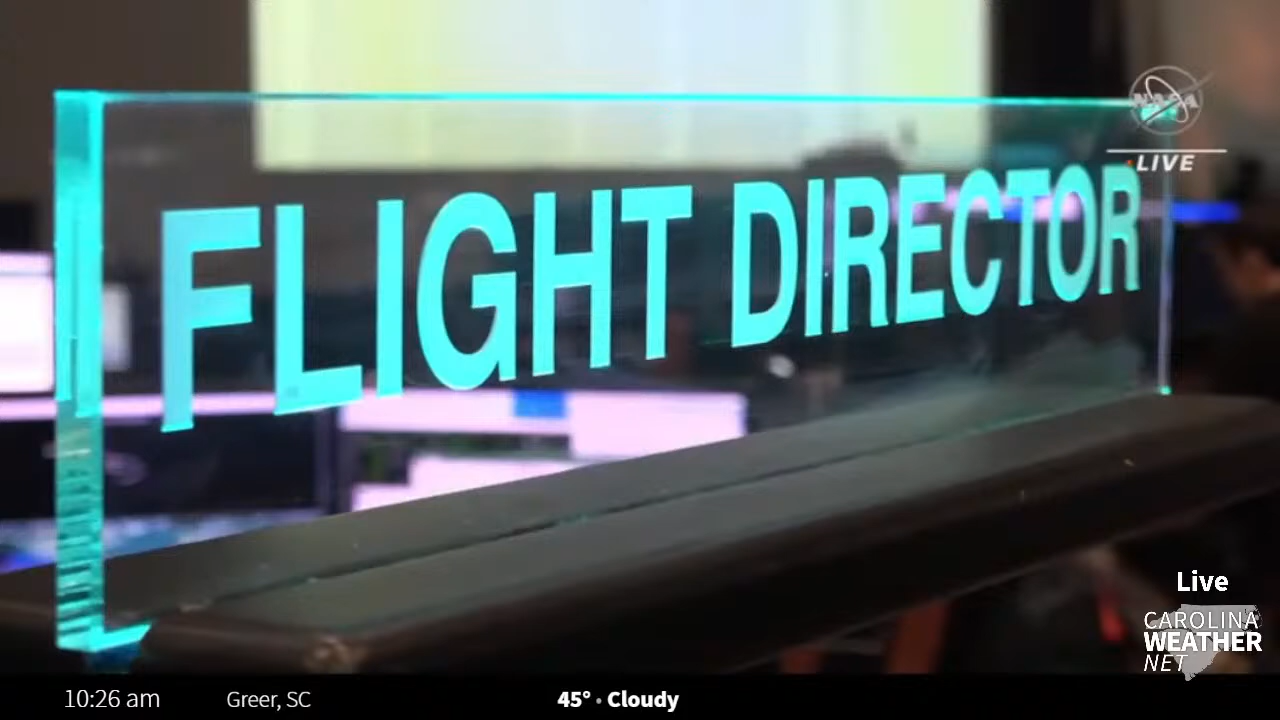 NASA
LIVE
FLIGHT DIRECTOR
Live
CAROLINA
WEATHER
NET
10:26 am Greer, SC 45° • Cloudy